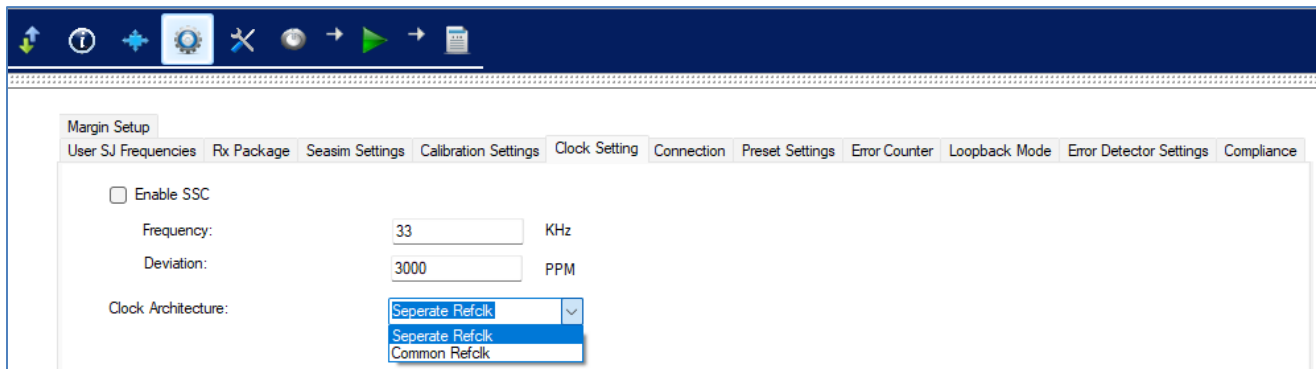 Margin Setup
User SJ Frequencies Rx Package Seasim Settings Calibration Settings Clock Setting Connection Preset Settings Error Counter Loopback Mode Error Detector Settings Compliance
Enable SSC
Frequency: 33 KHz
Deviation: 3000 PPM
Clock Architecture: Seperate Refclk
Seperate Refclk
Common Refclk